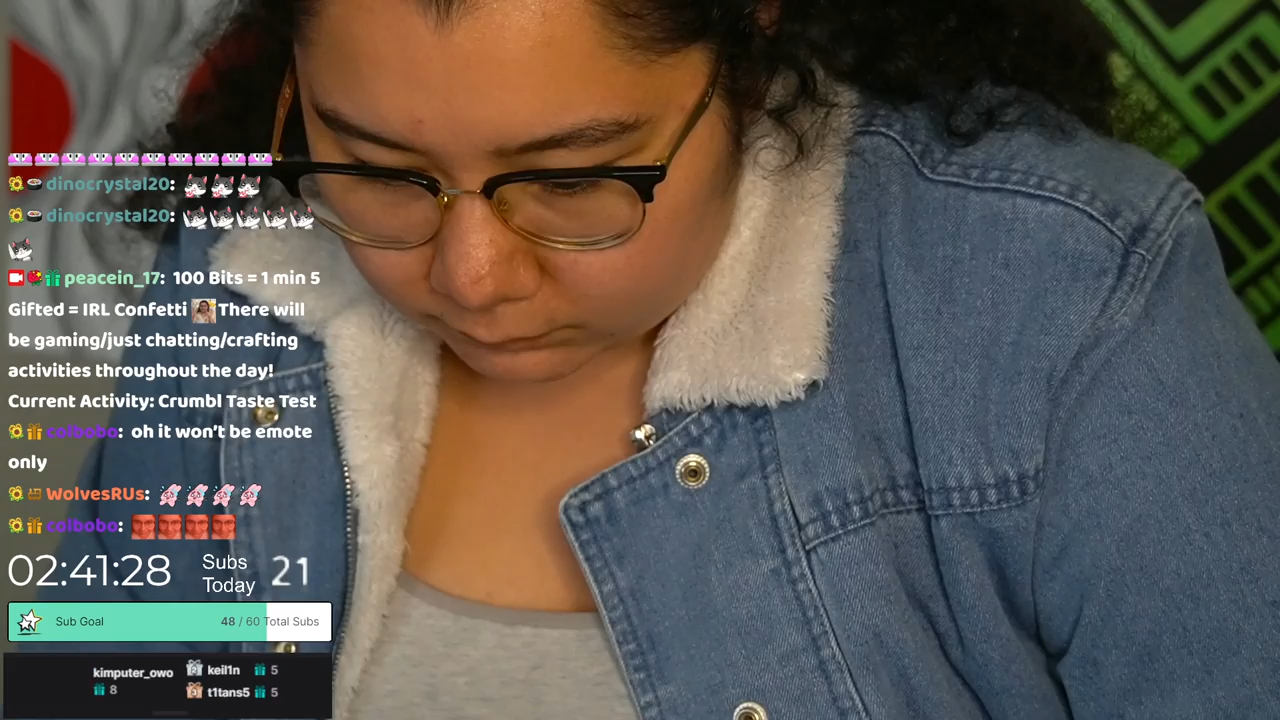 dinocrystal20:
dinocrystal20:
peacein_17: 100 Bits = 1 min 5
Gifted = IRL Confetti There will
be gaming/just chatting/crafting
activities throughout the day!
Current Activity: Crumbl Taste Test
colbobo: oh it won't be emote
only
WolvesRUs:
colbobo:
02:41:28 Subs Today 21
Sub Goal 48 / 60 Total Subs
kimputer_owo 8
2 keil1n 5
3 t1tans5 5